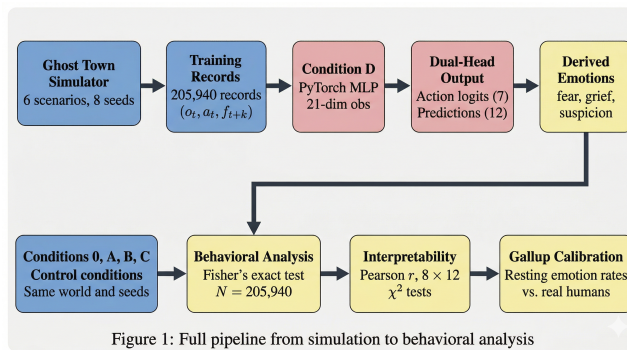 Ghost Town
Simulator
6 scenarios, 8 seeds
Training
Records
205,940 records
(oₜ, aₜ, fₜ₊ₖ)
Condition D
PyTorch MLP
21-dim obs
Dual-Head
Output
Action logits (7)
Predictions (12)
Derived
Emotions
fear, grief,
suspicion
Conditions 0, A, B, C
Control conditions
Same world and seeds
Behavioral Analysis
Fisher's exact test
N = 205,940
Interpretability
Pearson r, 8 × 12
χ² tests
Gallup Calibration
Resting emotion rates
vs. real humans
Figure 1: Full pipeline from simulation to behavioral analysis